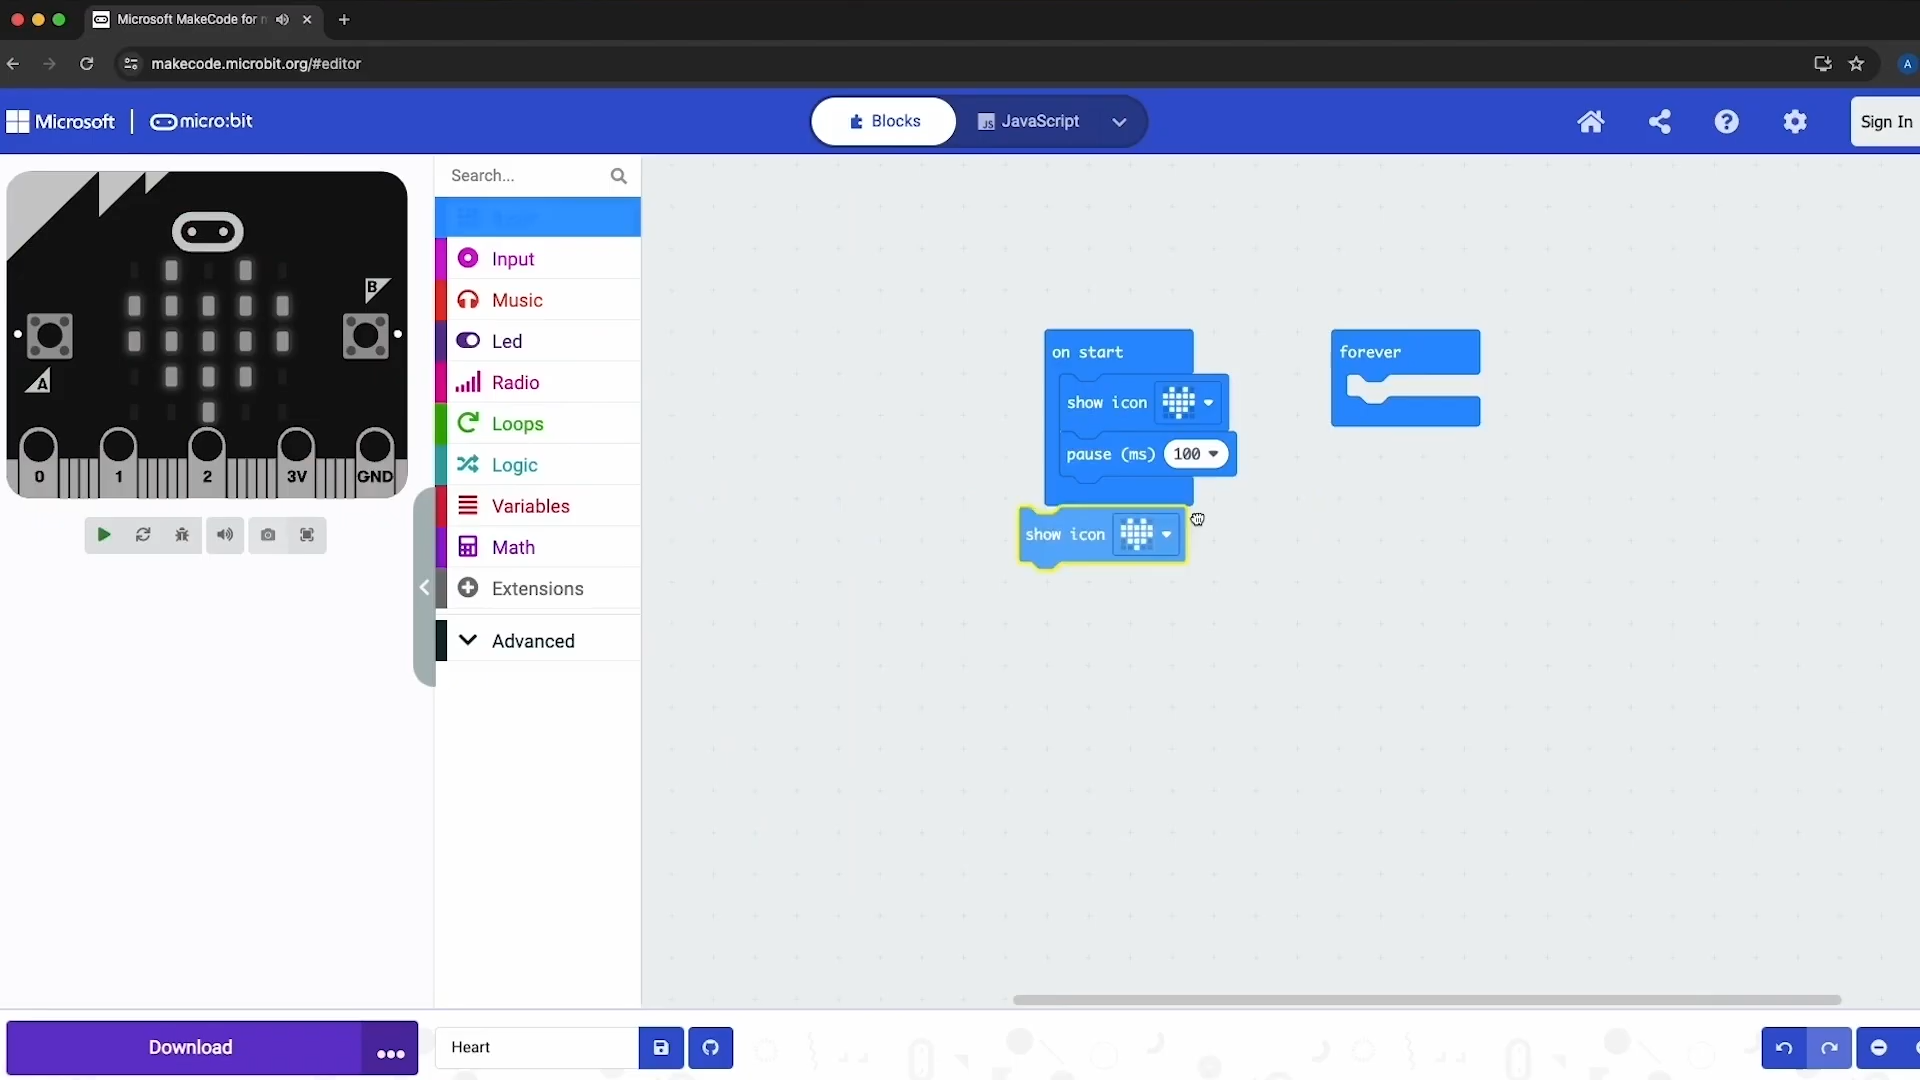 Microsoft MakeCode for
makecode.microbit.org/#editor
A
Microsoft
micro:bit
Blocks
JS JavaScript
?
Sign In
Search...
Input
Music
Led
Radio
Loops
Logic
Variables
Math
Extensions
Advanced
B
A
0
1
2
3V
GND
on start
show icon
pause (ms) 100
show icon
forever
Download
Heart